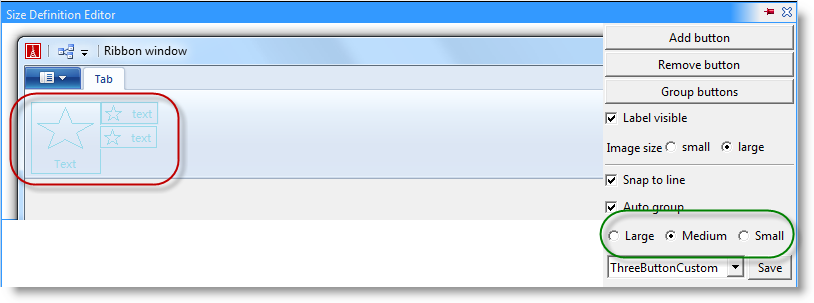 Size Definition Editor
Ribbon window
Tab
text
text
Text
Add button
Remove button
Group buttons
Label visible
Image size small large
Snap to line
Auto group
Large Medium Small
ThreeButtonCustom Save